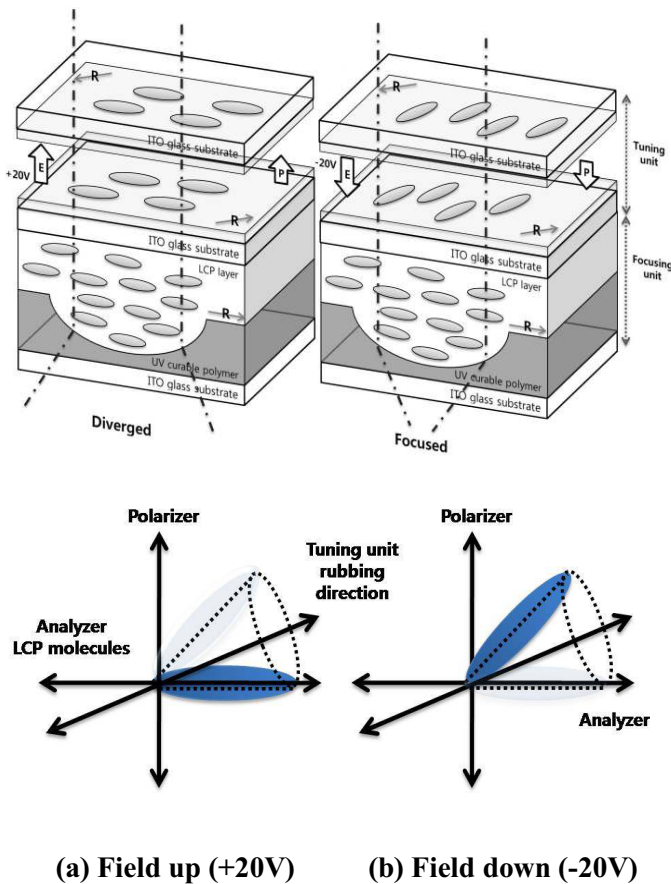 R
ITO glass substrate
+20V
E
P
R
ITO glass substrate
LCP layer
R
UV curable polymer
ITO glass substrate
Diverged
R
ITO glass substrate
-20V
E
P
R
ITO glass substrate
LCP layer
R
UV curable polymer
ITO glass substrate
Focused
Tuning
unit
Focusing
unit
Polarizer
Analyzer
LCP molecules
Tuning unit
rubbing
direction
Polarizer
Analyzer
(a) Field up (+20V)
(b) Field down (-20V)